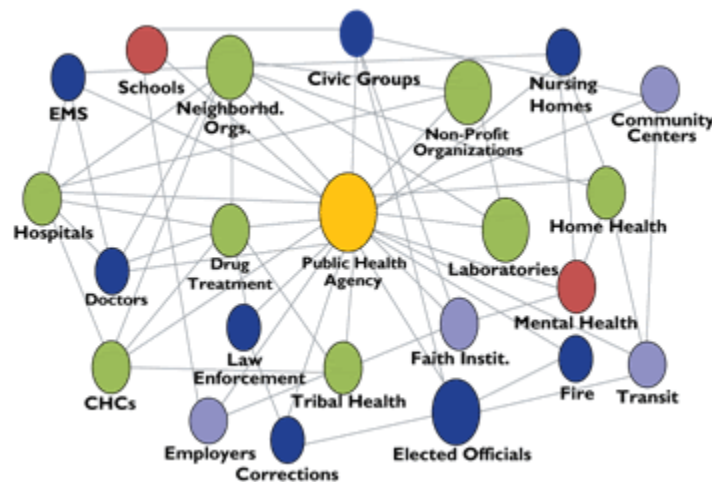 Schools
Civic Groups
Nursing
Homes
EMS
Neighborhd.
Orgs.
Non-Profit
Organizations
Community
Centers
Hospitals
Doctors
Drug
Treatment
Public Health
Agency
Laboratories
Home Health
CHCs
Law
Enforcement
Tribal Health
Faith Instit.
Mental Health
Fire
Transit
Employers
Corrections
Elected Officials